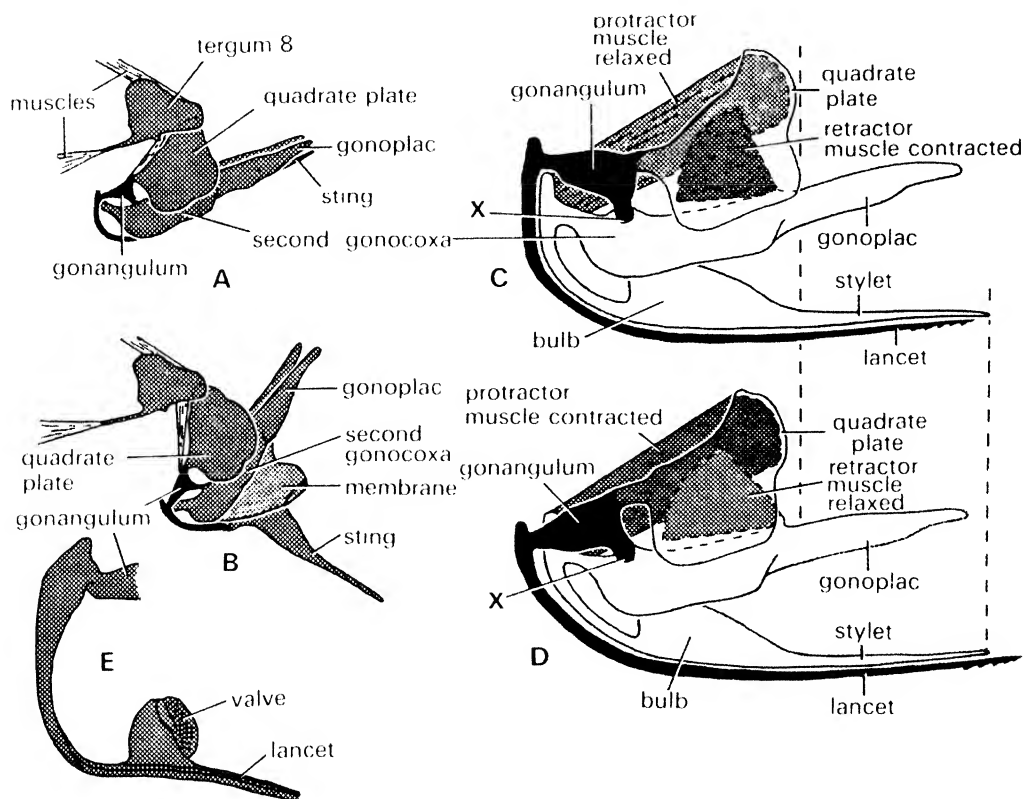 tergum 8
muscles
quadrate plate
gonoplac
sting
second gonocoxa
gonangulum
A
gonoplac
second
gonocoxa
quadrate
plate
membrane
gonangulum
sting
B
E
valve
lancet
protractor
muscle
relaxed
gonangulum
quadrate
plate
retractor
muscle contracted
X
C
gonoplac
stylet
bulb
lancet
protractor
muscle contracted
quadrate
plate
gonangulum
retractor
muscle
relaxed
X
D
gonoplac
stylet
bulb
lancet